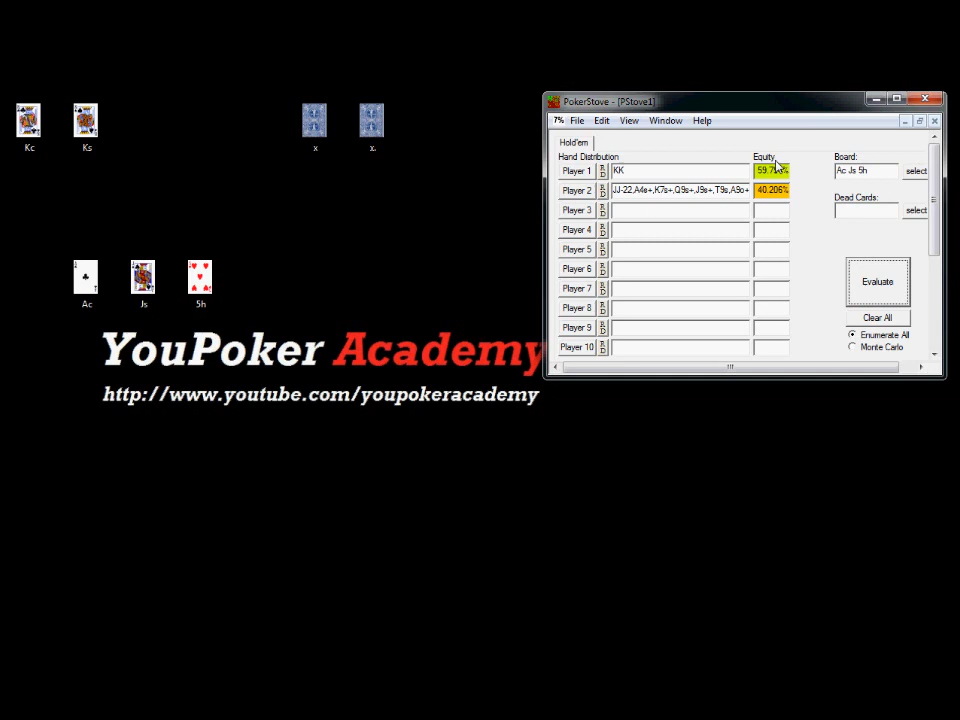 Kc Ks x x.
Ac Js 5h
YouPoker Academy
http://www.youtube.com/youpokeracademy
PokerStove - [PStove1]
File Edit View Window Help
Hold'em
Hand Distribution Equity Board:
Player 1 R D KK Ac Js 5h select
Player 2 R D JJ-22,A4s+,K7s+,Q9s+,J9s+,T9s,A9o+ 40.206%
Player 3 R D Dead Cards:
Player 4 R D select
Player 5 R D
Player 6 R D
Player 7 R D Evaluate
Player 8 R D
Player 9 R D Clear All
Player 10 R D Enumerate All
Monte Carlo